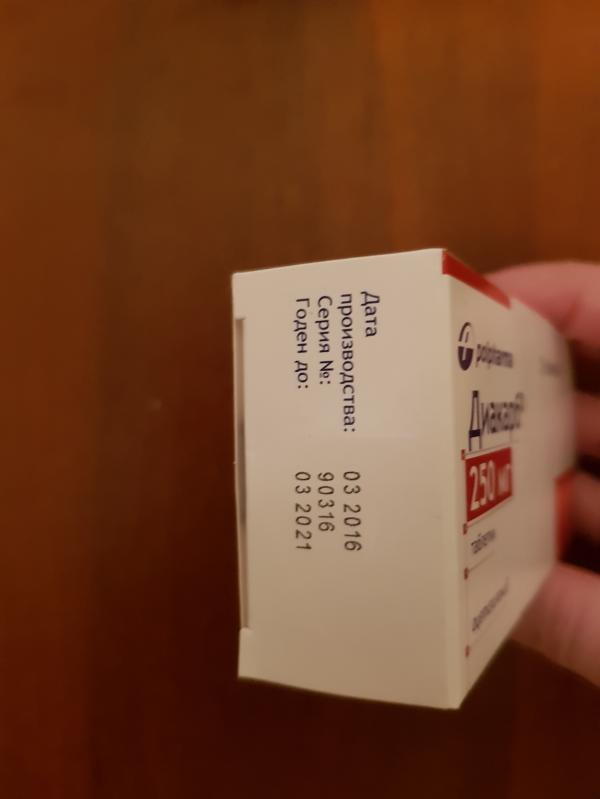 Дата
производства: 03 2016
Серия №: 90316
Годен до: 03 2021
polpharma
Диакарб®
250 мг
таблетки